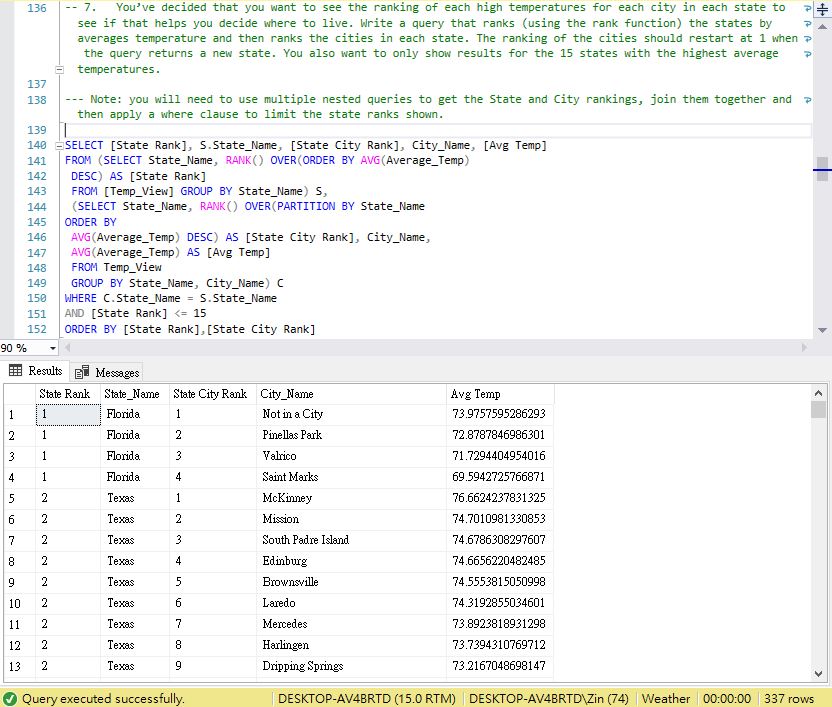 136 -- 7. You’ve decided that you want to see the ranking of each high temperatures for each city in each state to
see if that helps you decide where to live. Write a query that ranks (using the rank function) the states by
averages temperature and then ranks the cities in each state. The ranking of the cities should restart at 1 when
the query returns a new state. You also want to only show results for the 15 states with the highest average
temperatures.
137
138 --- Note: you will need to use multiple nested queries to get the State and City rankings, join them together and
then apply a where clause to limit the state ranks shown.
139
140 SELECT [State Rank], S.State_Name, [State City Rank], City_Name, [Avg Temp]
141 FROM (SELECT State_Name, RANK() OVER(ORDER BY AVG(Average_Temp)
142 DESC) AS [State Rank]
143 FROM [Temp_View] GROUP BY State_Name) S,
144 (SELECT State_Name, RANK() OVER(PARTITION BY State_Name
145 ORDER BY
146 AVG(Average_Temp) DESC) AS [State City Rank], City_Name,
147 AVG(Average_Temp) AS [Avg Temp]
148 FROM Temp_View
149 GROUP BY State_Name, City_Name) C
150 WHERE C.State_Name = S.State_Name
151 AND [State Rank] <= 15
152 ORDER BY [State Rank],[State City Rank]
90 %
Results Messages
State Rank State_Name State City Rank City_Name Avg Temp
1 1 Florida 1 Not in a City 73.9757595286293
2 1 Florida 2 Pinellas Park 72.8787846986301
3 1 Florida 3 Valrico 71.7294404954016
4 1 Florida 4 Saint Marks 69.5942725766871
5 2 Texas 1 McKinney 76.6624237831325
6 2 Texas 2 Mission 74.7010981330853
7 2 Texas 3 South Padre Island 74.6786308297607
8 2 Texas 4 Edinburg 74.6656220482485
9 2 Texas 5 Brownsville 74.5553815050998
10 2 Texas 6 Laredo 74.3192855034601
11 2 Texas 7 Mercedes 73.8923818931298
12 2 Texas 8 Harlingen 73.7394310769712
13 2 Texas 9 Dripping Springs 73.2167048698147
Query executed successfully. DESKTOP-AV4BRTD (15.0 RTM) DESKTOP-AV4BRTD\Zin (74) Weather 00:00:00 337 rows